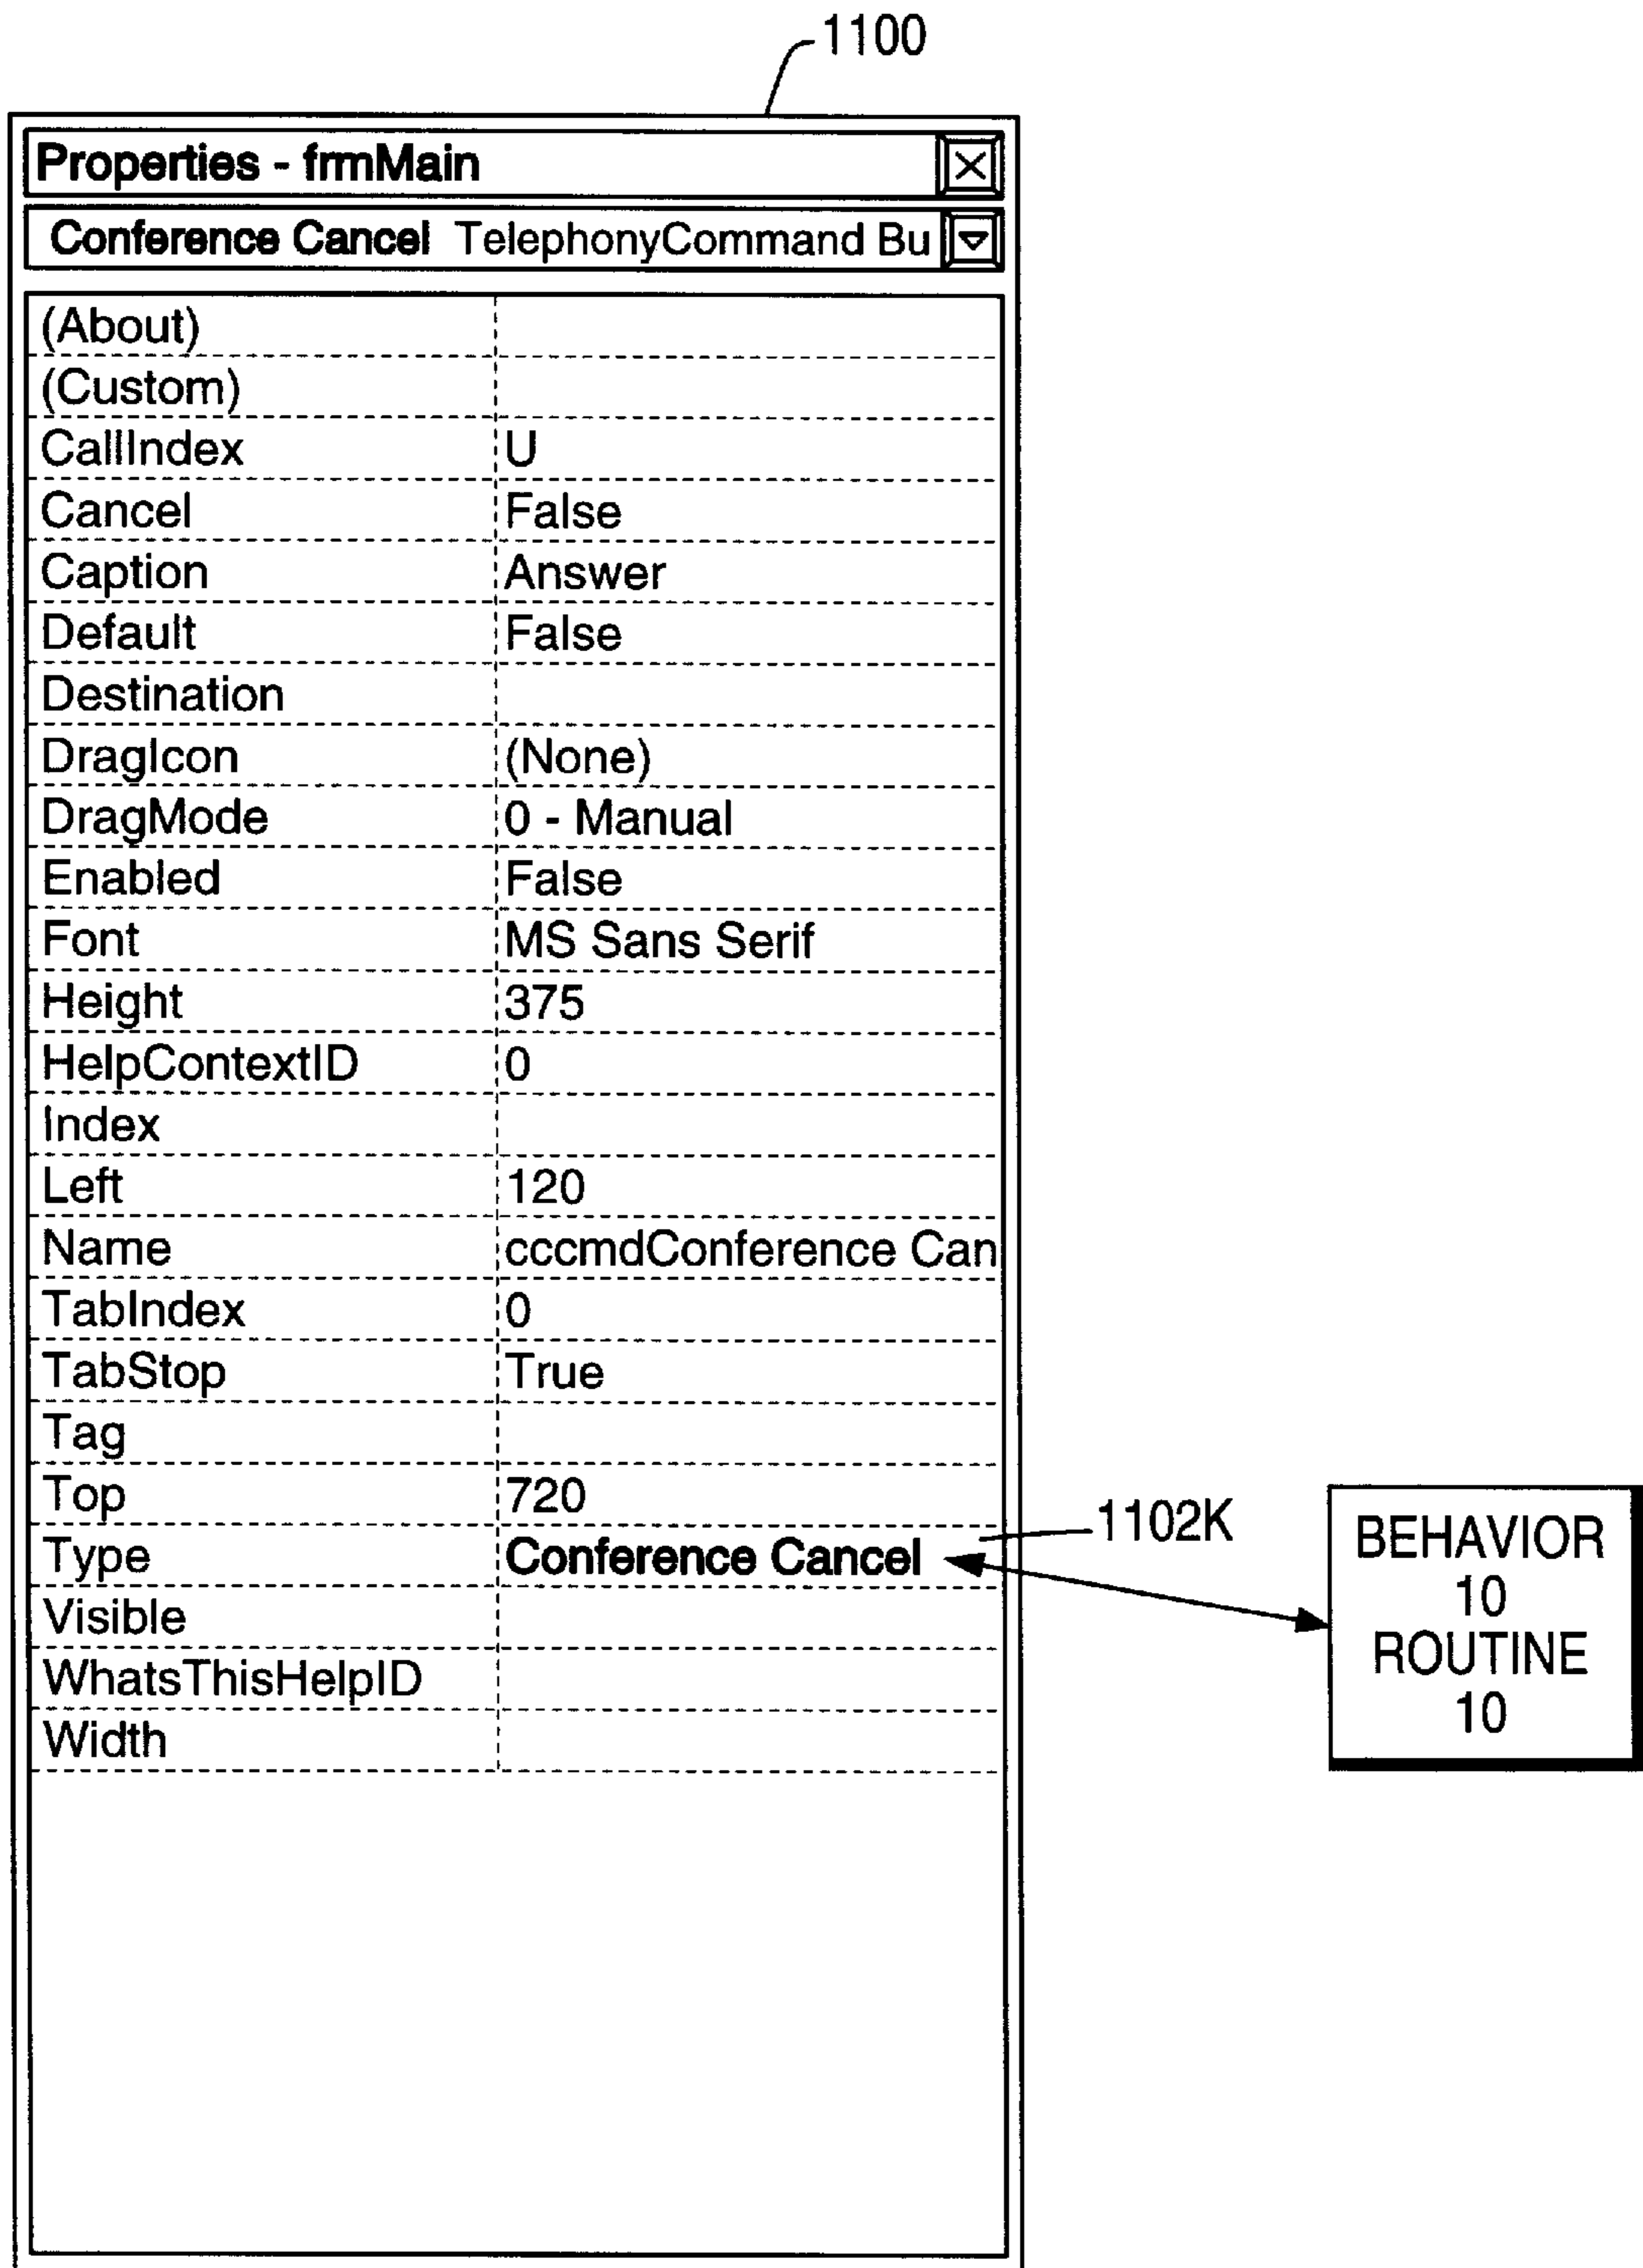 1100
Properties - frmMain
Conference Cancel TelephonyCommand Bu
(About)
(Custom)
CallIndex U
Cancel False
Caption Answer
Default False
Destination
DragIcon (None)
DragMode 0 - Manual
Enabled False
Font MS Sans Serif
Height 375
HelpContextID 0
Index
Left 120
Name cccmdConference Can
TabIndex 0
TabStop True
Tag
Top 720
Type Conference Cancel
Visible
WhatsThisHelpID
Width
1102K
BEHAVIOR
10
ROUTINE
10